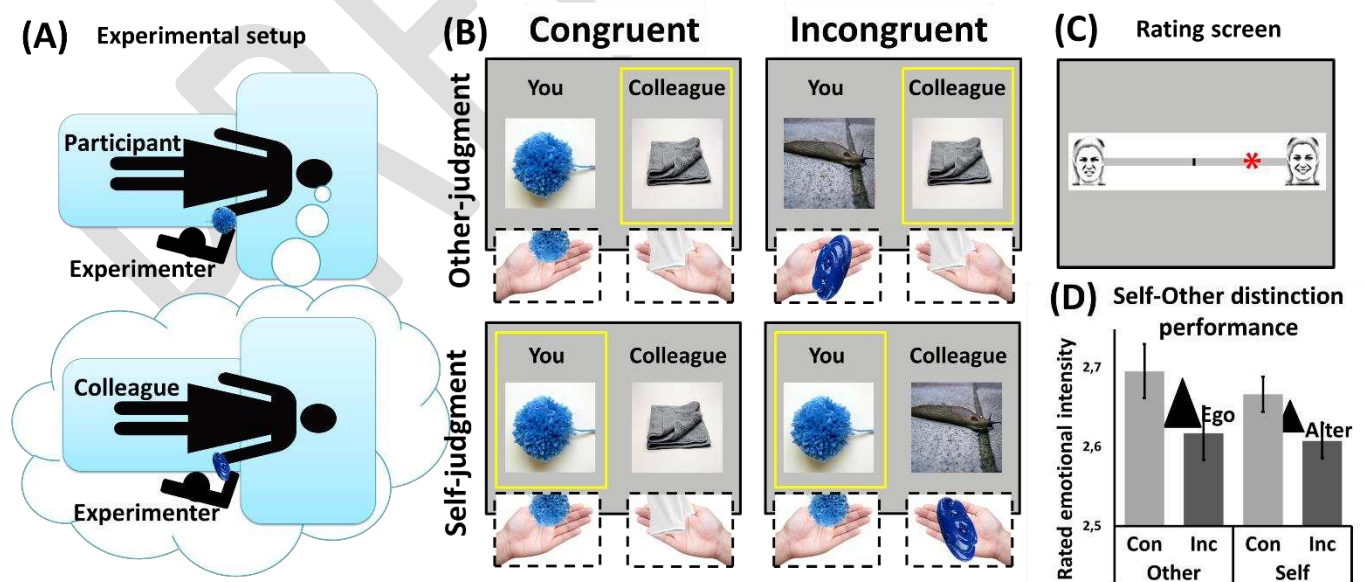 (A) Experimental setup
Participant
Experimenter
Colleague
Experimenter
(B) Congruent Incongruent
Other-judgment
You Colleague
You Colleague
Self-judgment
You Colleague
You Colleague
(C) Rating screen
*
(D) Self-Other distinction
performance
Rated emotional intensity
2,7
2,6
2,5
Ego
Alter
Con Inc Con Inc
Other Self